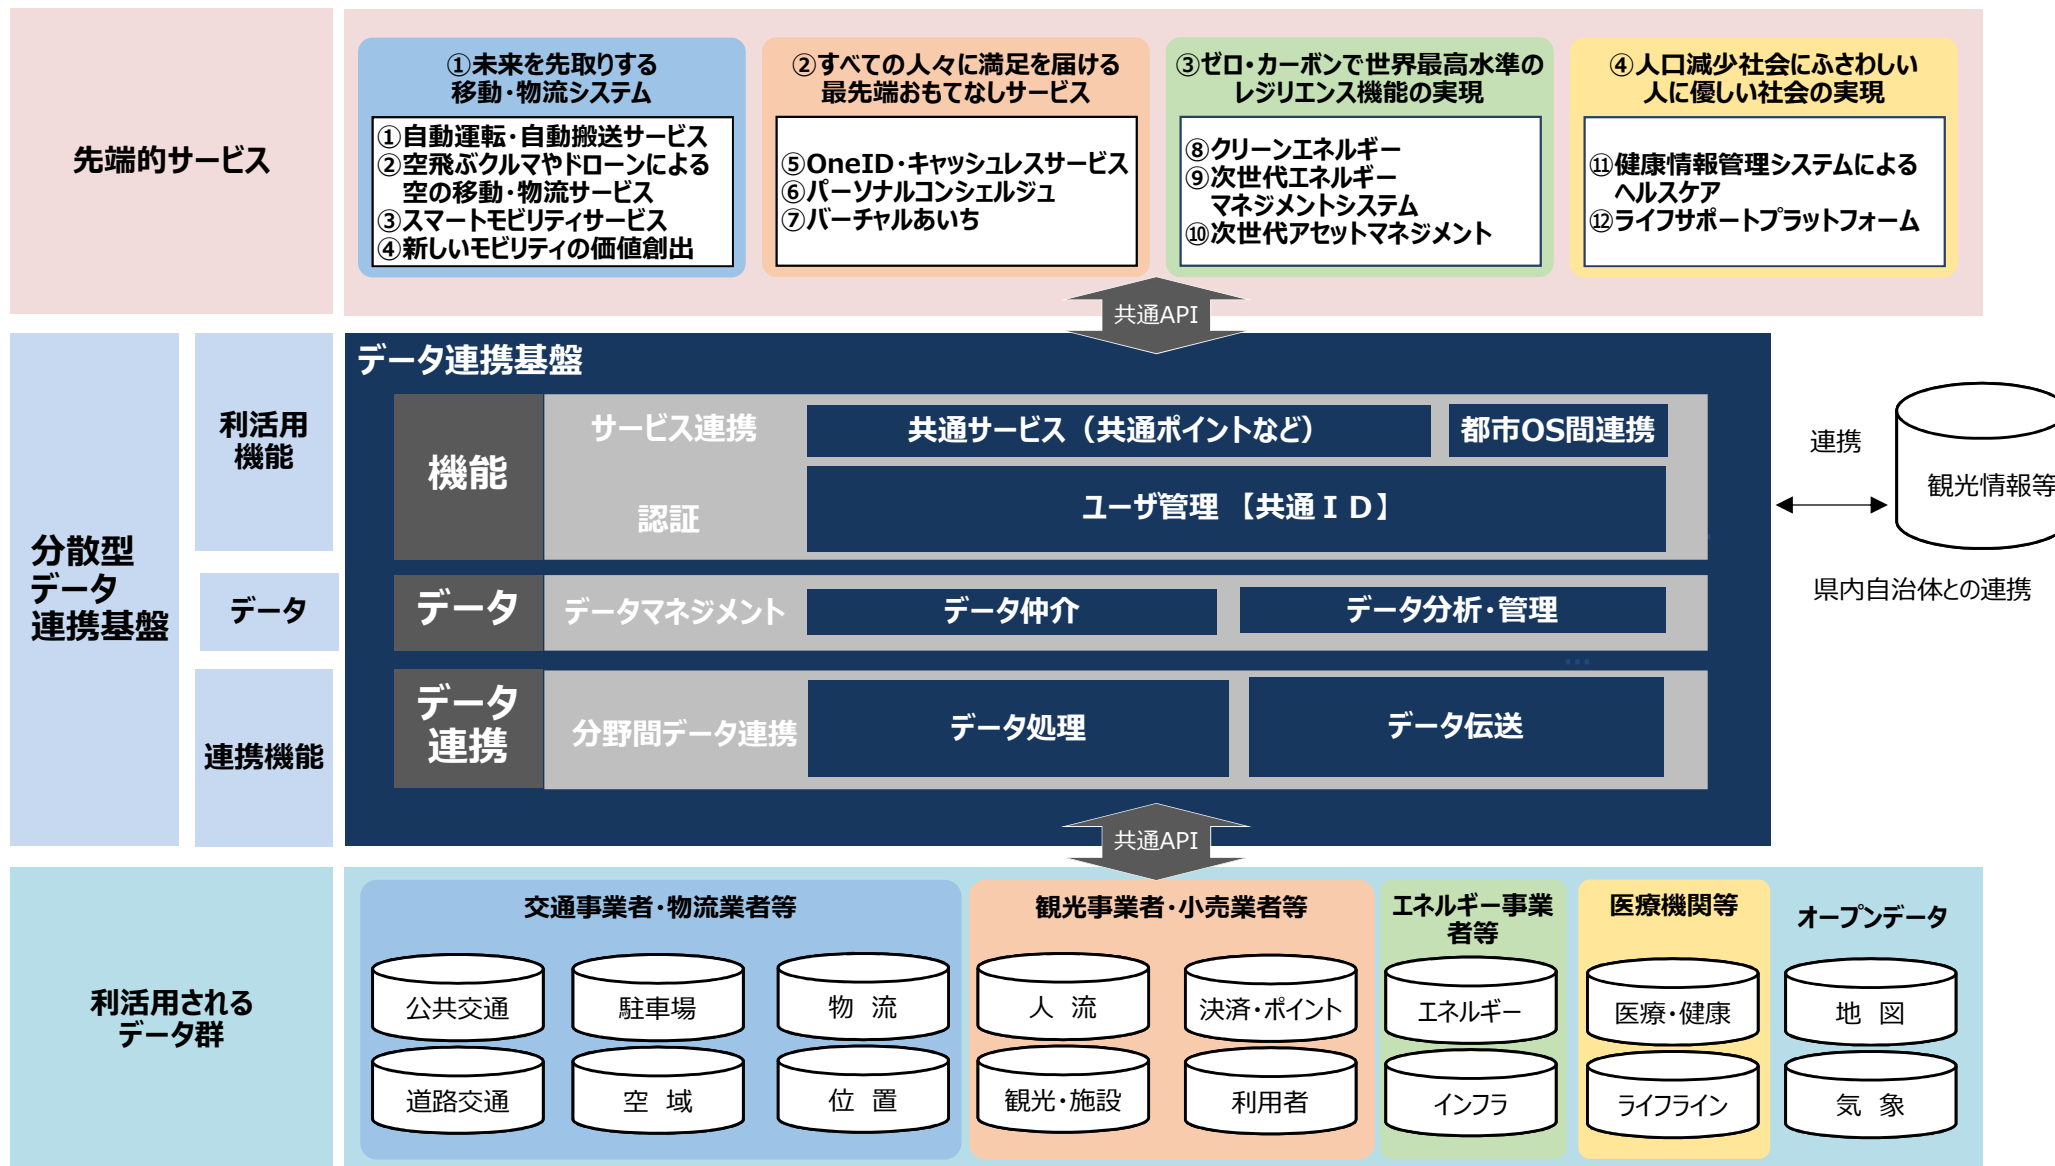 先端的サービス
①未来を先取りする
移動・物流システム
①自動運転・自動搬送サービス
②空飛ぶクルマやドローンによる
空の移動・物流サービス
③スマートモビリティサービス
④新しいモビリティの価値創出
②すべての人々に満足を届ける
最先端おもてなしサービス
⑤OneID・キャッシュレスサービス
⑥パーソナルコンシェルジュ
⑦バーチャルあいち
③ゼロ・カーボンで世界最高水準の
レジリエンス機能の実現
⑧クリーンエネルギー
⑨次世代エネルギー
マネジメントシステム
⑩次世代アセットマネジメント
④人口減少社会にふさわしい
人に優しい社会の実現
⑪健康情報管理システムによる
ヘルスケア
⑫ライフサポートプラットフォーム
共通API
分散型
データ
連携基盤
利活用
機能
データ
連携機能
データ連携基盤
機能
サービス連携
共通サービス（共通ポイントなど）
都市OS間連携
認証
ユーザ管理 【共通ＩＤ】
データ
データマネジメント
データ仲介
データ分析・管理
…
データ
連携
分野間データ連携
データ処理
データ伝送
連携
観光情報等
県内自治体との連携
共通API
利活用される
データ群
交通事業者・物流業者等
公共交通
駐車場
物 流
道路交通
空 域
位 置
観光事業者・小売業者等
人 流
決済・ポイント
観光・施設
利用者
エネルギー事業
者等
エネルギー
インフラ
医療機関等
医療・健康
ライフライン
オープンデータ
地 図
気 象